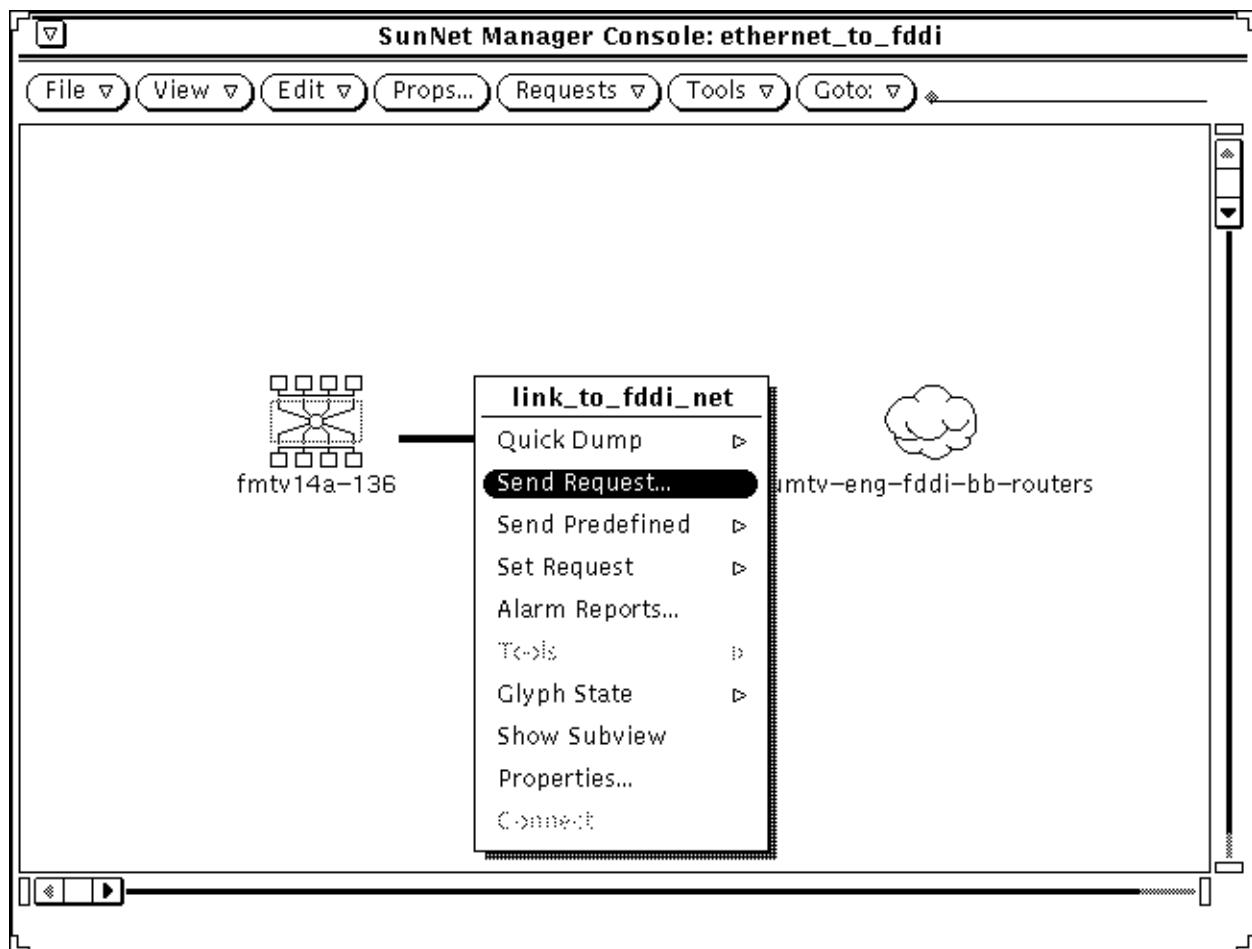 SunNet Manager Console: ethernet_to_fddi
File View Edit Props... Requests Tools Goto:
link_to_fddi_net
Quick Dump
fmtv14a-136
Send Request...
umtv-eng-fddi-bb-routers
Send Predefined
Set Request
Alarm Reports...
Tools
Glyph State
Show Subview
Properties...
Connect